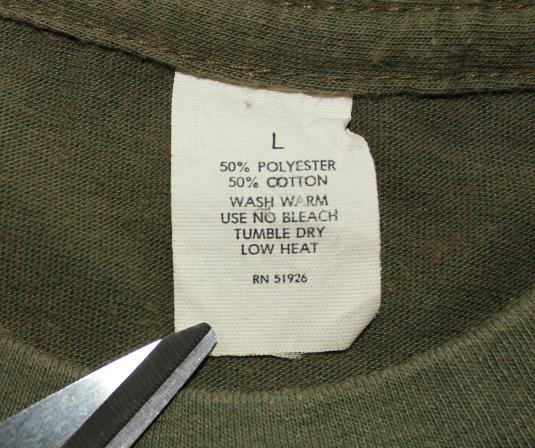 L
50% POLYESTER
50% COTTON
WASH WARM
USE NO BLEACH
TUMBLE DRY
LOW HEAT
RN 51926